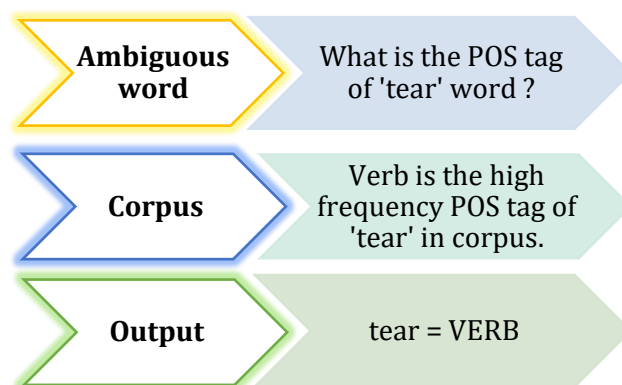 Ambiguous
word
What is the POS tag
of 'tear' word ?
Corpus
Verb is the high
frequency POS tag of
'tear' in corpus.
Output
tear = VERB